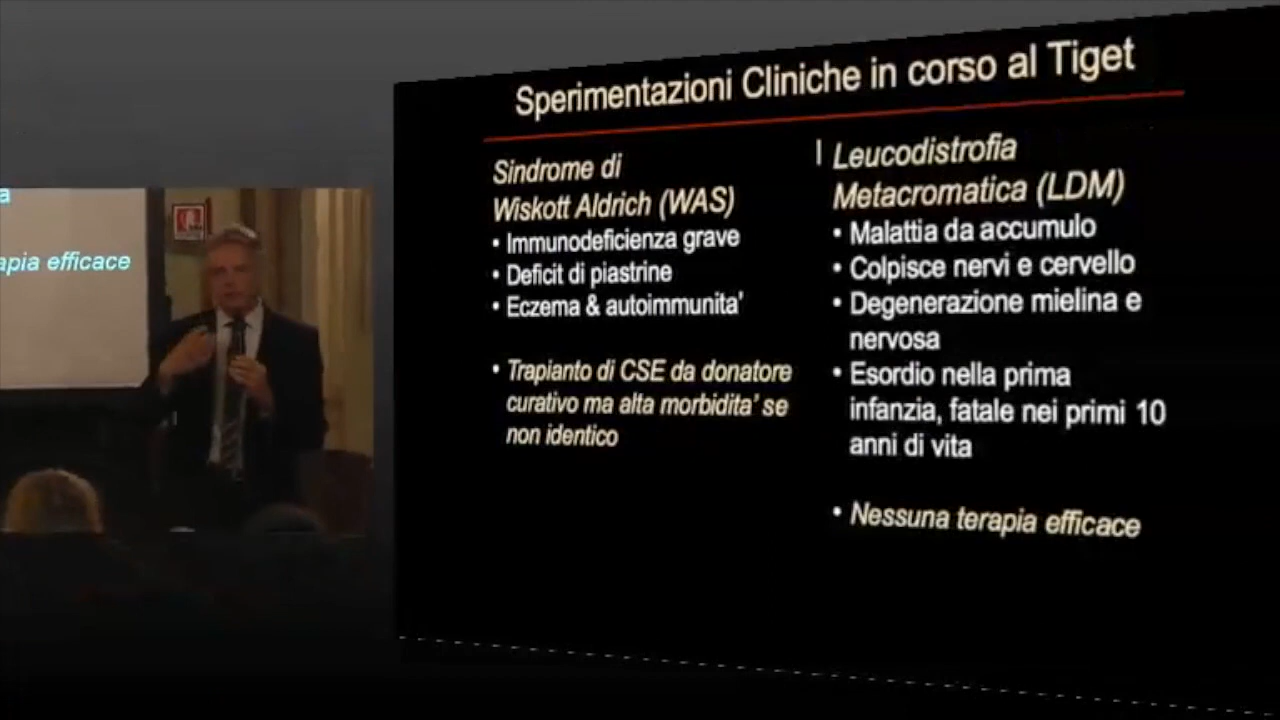 a
apia efficace
Sperimentazioni Cliniche in corso al Tiget
Sindrome di
Wiskott Aldrich (WAS)
• Immunodeficienza grave
• Deficit di piastrine
• Eczema & autoimmunita'
• Trapianto di CSE da donatore
curativo ma alta morbidita' se
non identico
Leucodistrofia
Metacromatica (LDM)
• Malattia da accumulo
• Colpisce nervi e cervello
• Degenerazione mielina e
nervosa
• Esordio nella prima
infanzia, fatale nei primi 10
anni di vita
• Nessuna terapia efficace